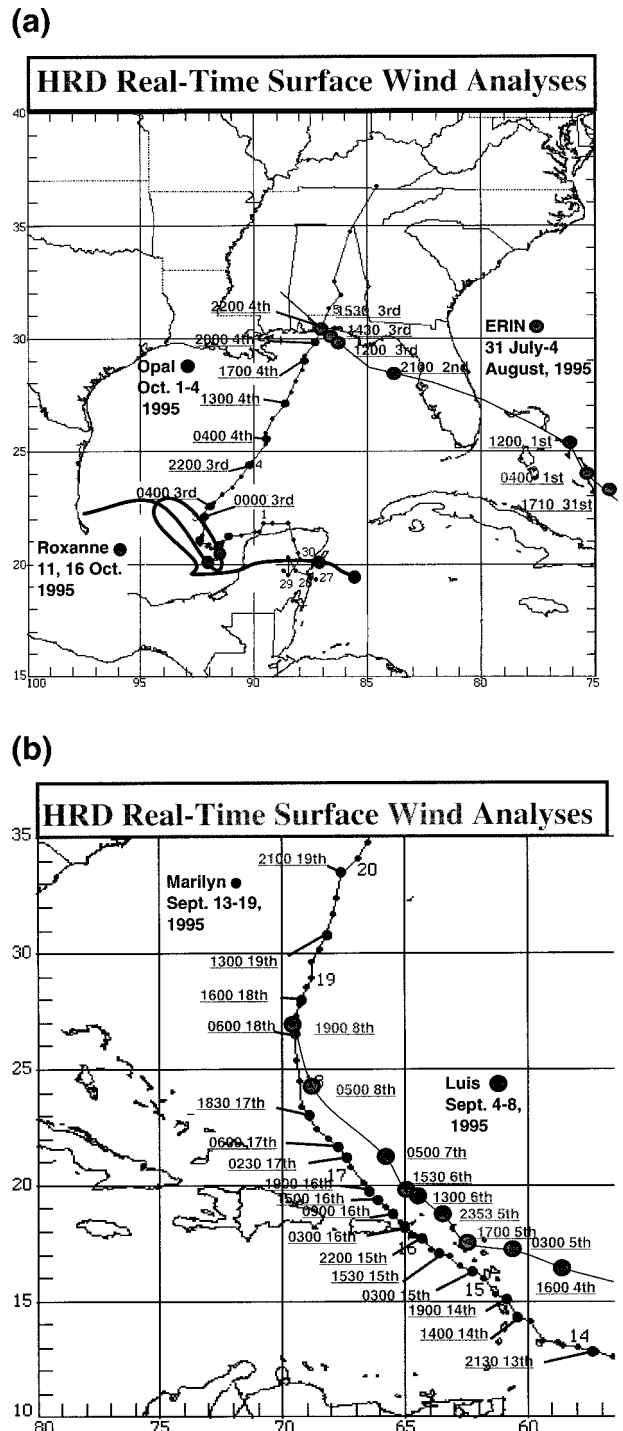 (a)
HRD Real-Time Surface Wind Analyses
40
35
2200 4th
1530 3rd
1430 3rd
30
2000 4th
1200 3rd
ERIN
31 July-4
August, 1995
Opal
Oct. 1-4
1995
1700 4th
2100 2nd
1300 4th
0400 4th
1200 1st
25
2200 3rd
4
0400 1st
0400 3rd
0000 3rd
1710 31st
1
Roxanne
11, 16 Oct.
1995
30
20
29
28
27
15
100
95
90
85
80
75
(b)
HRD Real-Time Surface Wind Analyses
35
2100 19th
20
Marilyn
Sept. 13-19,
1995
30
1300 19th
19
1600 18th
0600 18th
1900 8th
25
0500 8th
Luis
Sept. 4-8,
1995
1830 17th
0600 17th
0500 7th
0230 17th
20
17
1530 6th
1900 16th
1300 6th
1500 16th
0900 16th
2353 5th
0300 16th
1700 5th
0300 5th
16
2200 15th
1530 15th
1600 4th
0300 15th
15
15
1900 14th
1400 14th
14
2130 13th
10
80
75
70
65
60